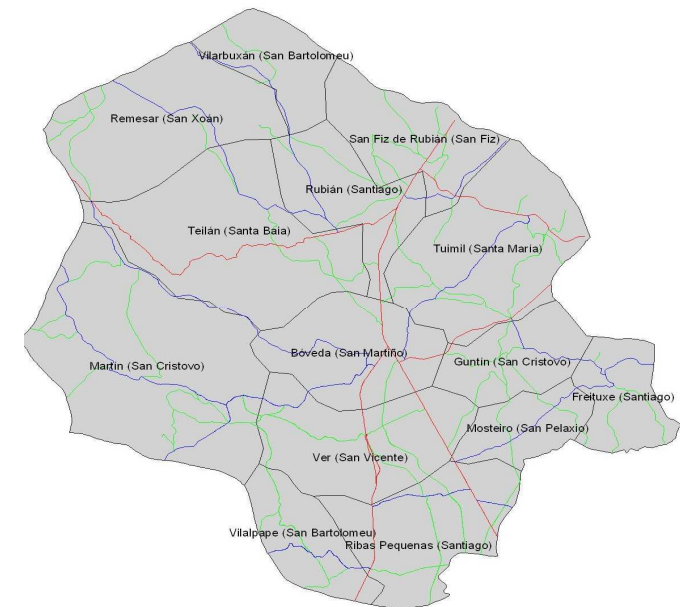 Vilarbuxán (San Bartolomeu)
Remesar (San Xoán)
San Fiz de Rubián (San Fiz)
Rubián (Santiago)
Teilán (Santa Baia)
Tuimil (Santa María)
Bóveda (San Martiño)
Martín (San Cristovo)
Guntín (San Cristovo)
Freituxe (Santiago)
Mosteiro (San Pelaxio)
Ver (San Vicente)
Vilalpape (San Bartolomeu)
Ribas Pequenas (Santiago)